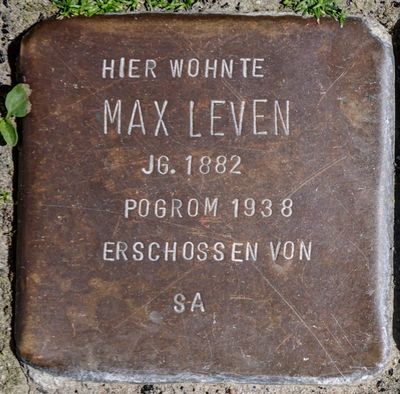 HIER WOHNTE
MAX LEVEN
JG. 1882
POGROM 1938
ERSCHOSSEN VON
SA